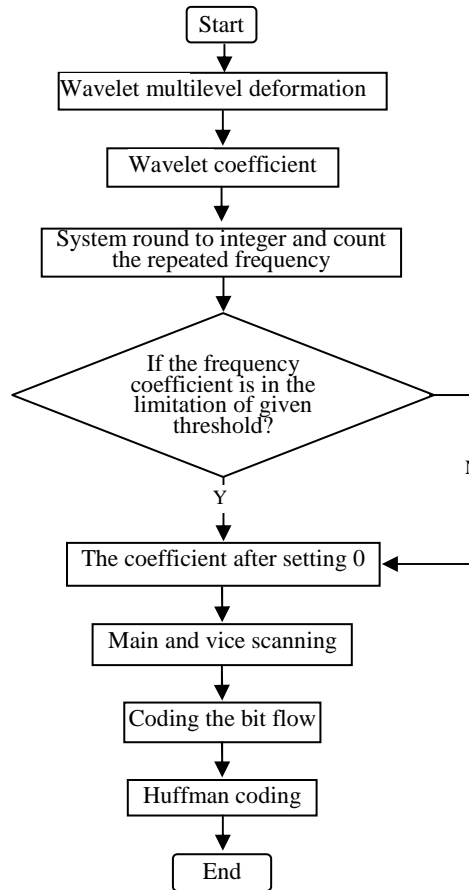 Start
Wavelet multilevel deformation
Wavelet coefficient
System round to integer and count
the repeated frequency
If the frequency
coefficient is in the
limitation of given
threshold?
N
Y
The coefficient after setting 0
Main and vice scanning
Coding the bit flow
Huffman coding
End